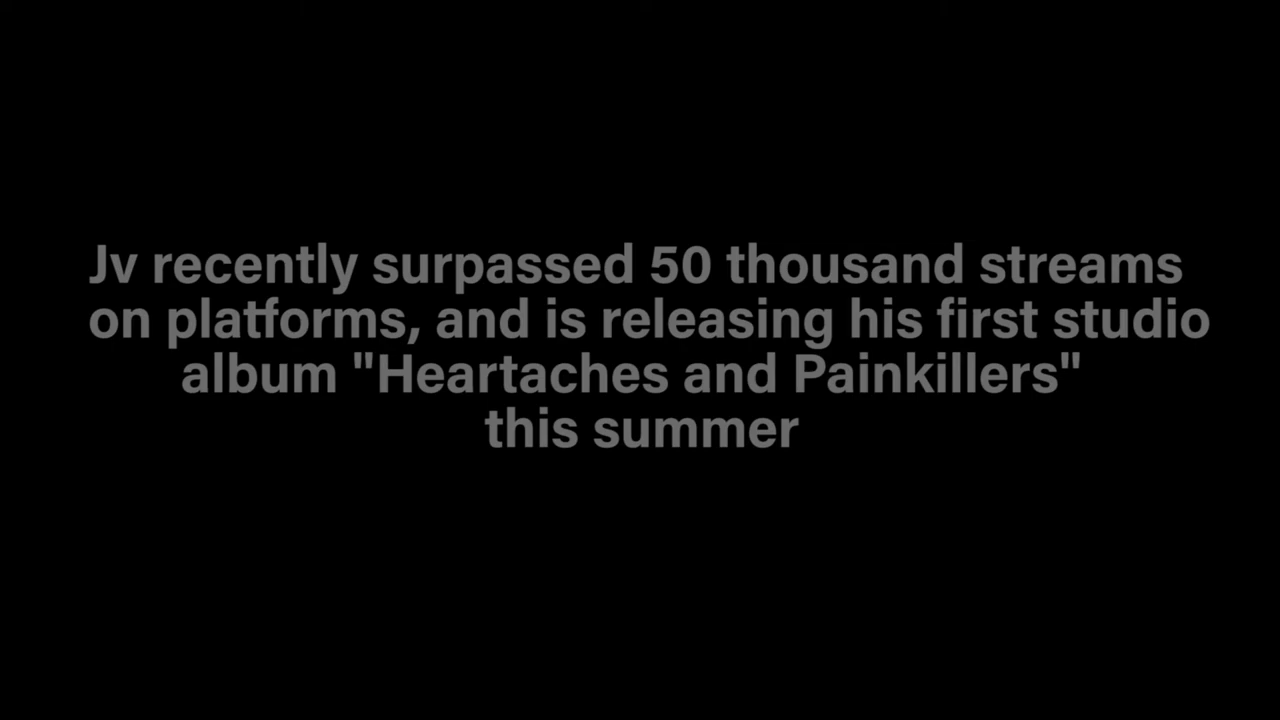 Jv recently surpassed 50 thousand streams
on platforms, and is releasing his first studio
album "Heartaches and Painkillers"
this summer